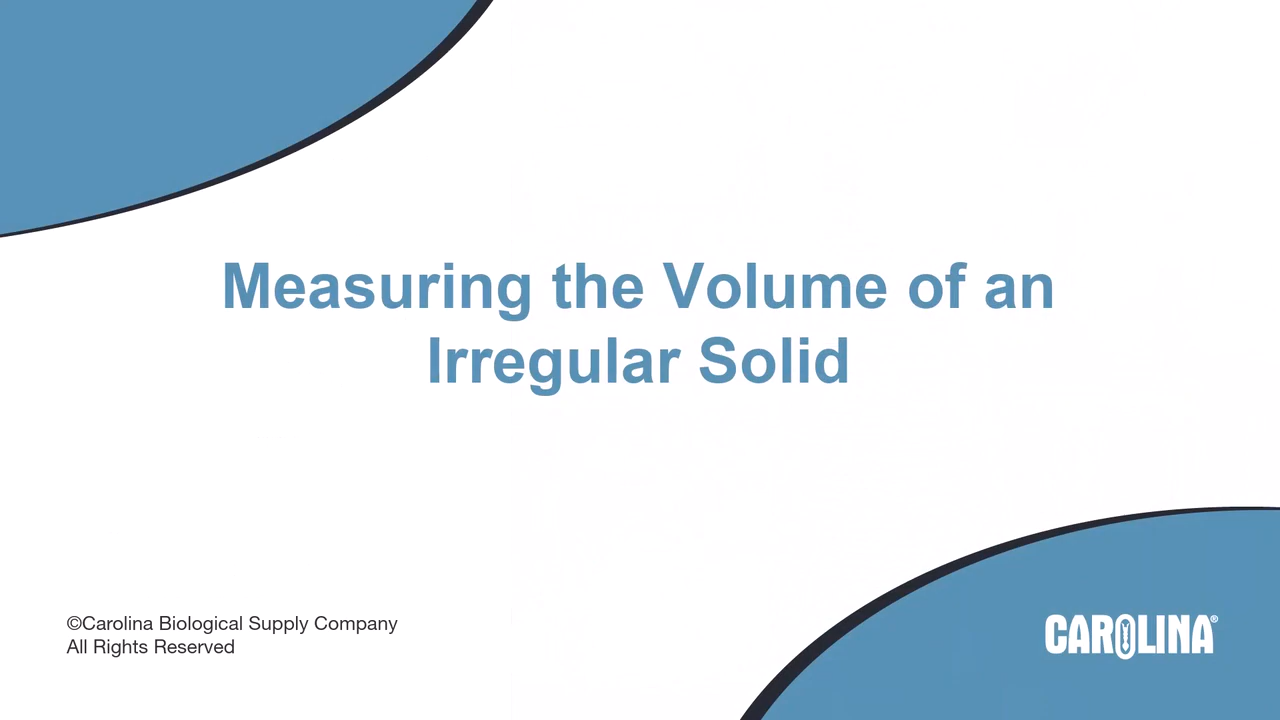 Measuring the Volume of an
Irregular Solid
©Carolina Biological Supply Company
All Rights Reserved
CAROLINA®